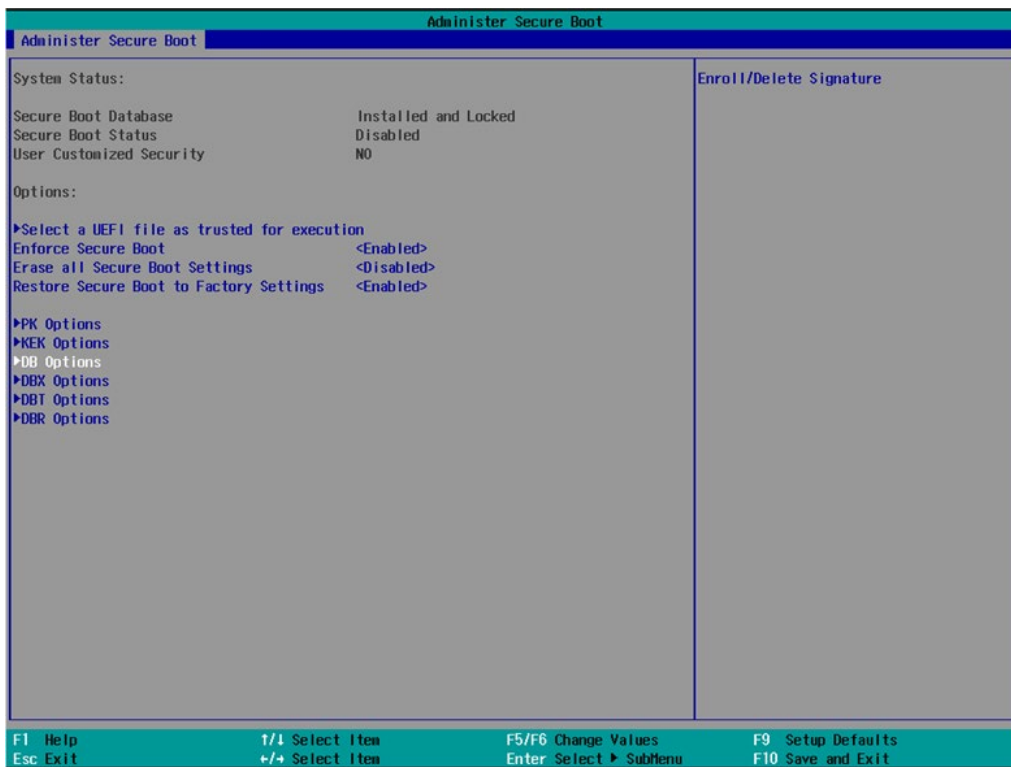 Administer Secure Boot
Administer Secure Boot
System Status:
Enroll/Delete Signature
Secure Boot Database Installed and Locked
Secure Boot Status Disabled
User Customized Security NO
Options:
▶Select a UEFI file as trusted for execution
Enforce Secure Boot <Enabled>
Erase all Secure Boot Settings <Disabled>
Restore Secure Boot to Factory Settings <Enabled>
▶PK Options
▶KEK Options
▶DB Options
▶DBX Options
▶DBT Options
▶DBR Options
F1 Help ↑/↓ Select Item F5/F6 Change Values F9 Setup Defaults
Esc Exit ←/→ Select Item Enter Select ▶ SubMenu F10 Save and Exit